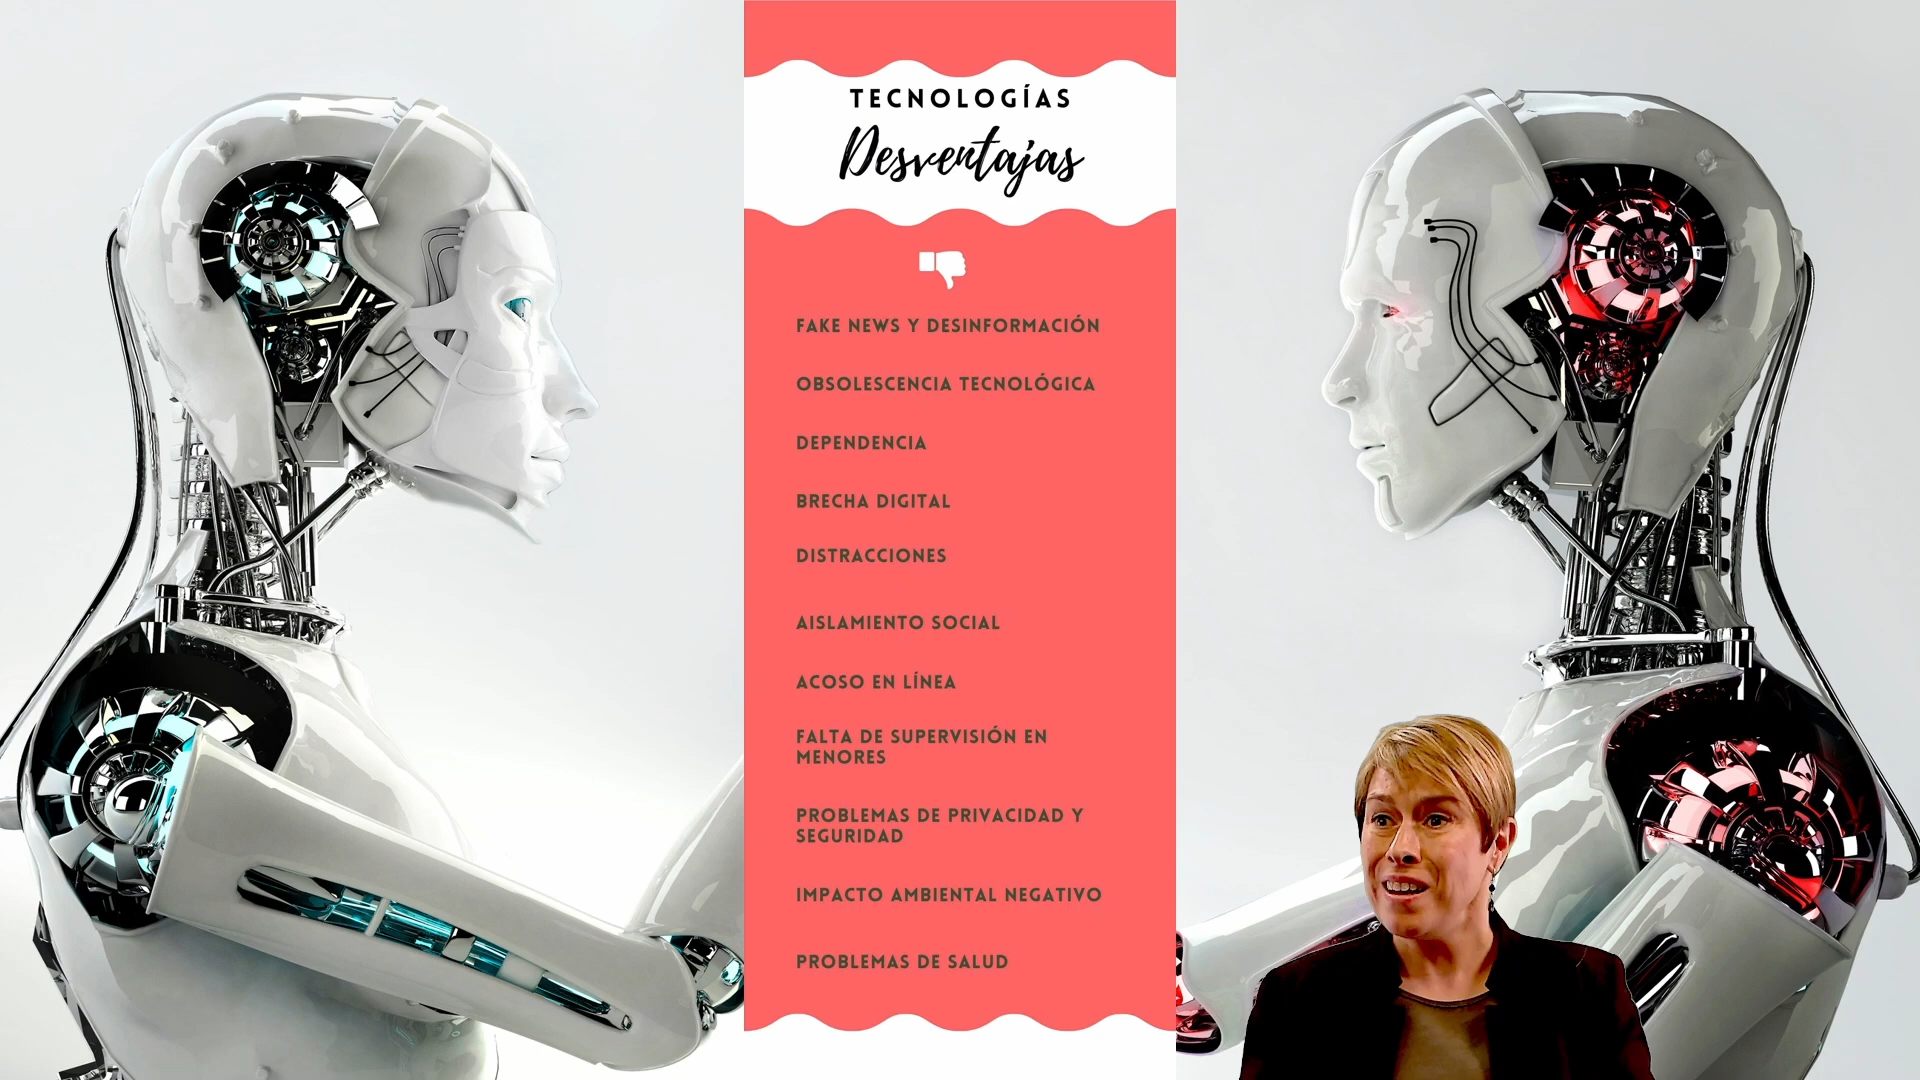 TECNOLOGÍAS
Desventajas
FAKE NEWS Y DESINFORMACIÓN
OBSOLESCENCIA TECNOLÓGICA
DEPENDENCIA
BRECHA DIGITAL
DISTRACCIONES
AISLAMIENTO SOCIAL
ACOSO EN LÍNEA
FALTA DE SUPERVISIÓN EN
MENORES
PROBLEMAS DE PRIVACIDAD Y
SEGURIDAD
IMPACTO AMBIENTAL NEGATIVO
PROBLEMAS DE SALUD